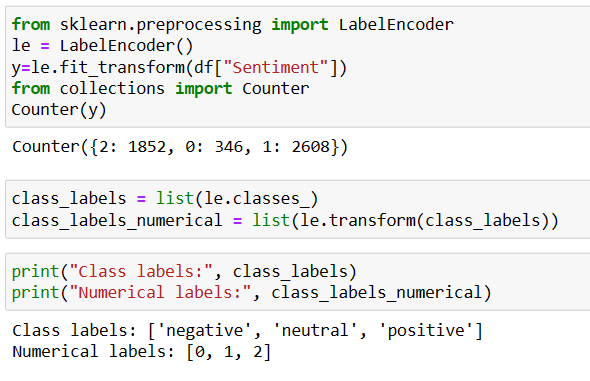 from sklearn.preprocessing import LabelEncoder
le = LabelEncoder()
y=le.fit_transform(df["Sentiment"])
from collections import Counter
Counter(y)
Counter({2: 1852, 0: 346, 1: 2608})
class_labels = list(le.classes_)
class_labels_numerical = list(le.transform(class_labels))
print("Class labels:", class_labels)
print("Numerical labels:", class_labels_numerical)
Class labels: ['negative', 'neutral', 'positive']
Numerical labels: [0, 1, 2]